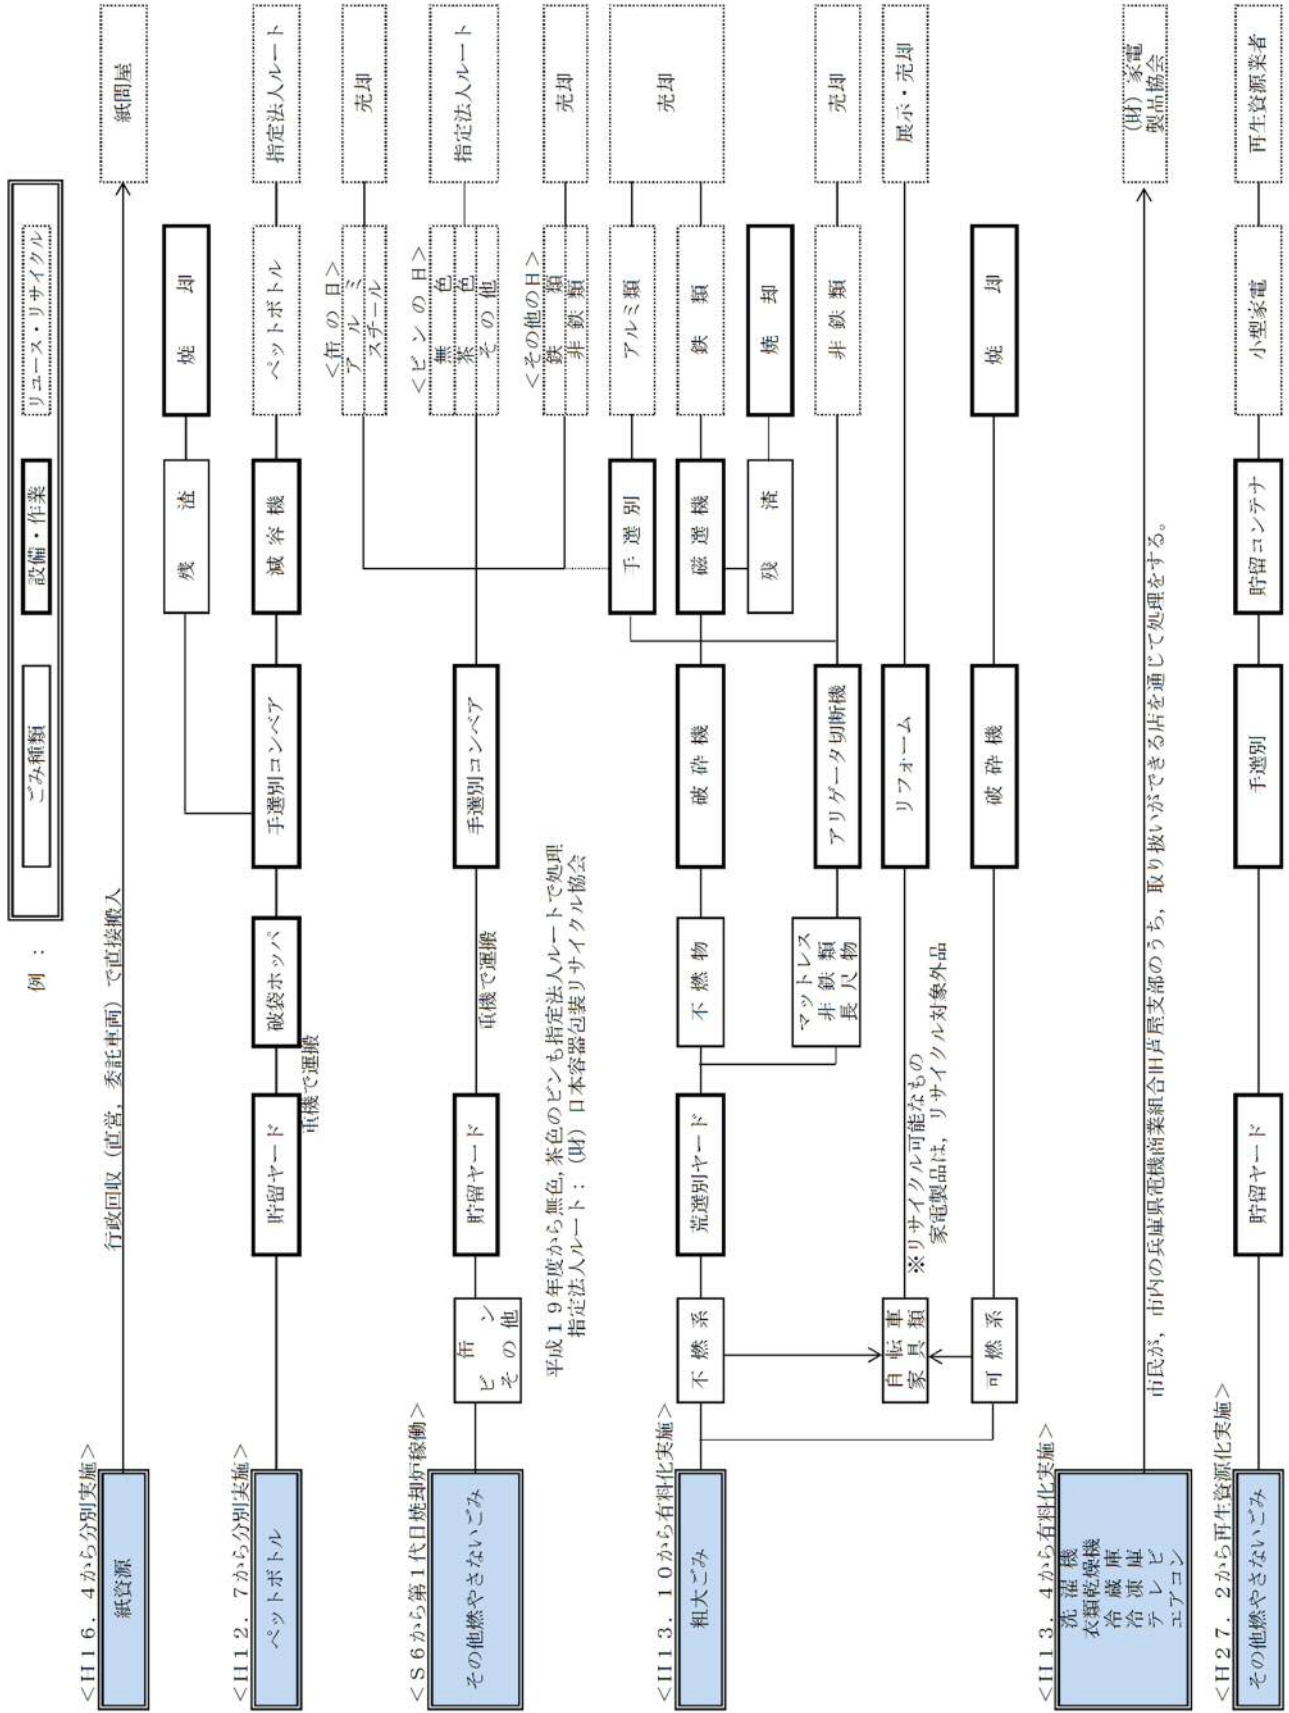 例：
ごみ種類
設備・作業
リユース・リサイクル
＜H16．4から分別実施＞
紙資源
行政回収（直営，委託車両）で直接搬入
紙問屋
残　渣
焼　却
＜H12．7から分別実施＞
ペットボトル
貯留ヤード
重機で運搬
破袋ホッパ
手選別コンベア
減容機
ペットボトル
指定法人ルート
＜缶の日＞
アルミ
スチール
売却
＜S6から第1代目焼却炉稼働＞
その他燃やさないごみ
缶
ビン
その他
貯留ヤード
重機で運搬
手選別コンベア
＜ビンの日＞
無　色
茶　色
その他
指定法人ルート
＜その他の日＞
鉄　類
非鉄類
売却
平成19年度から無色，茶色のビンも指定法人ルートで処理
指定法人ルート：（財）日本容器包装リサイクル協会
手選別
アルミ類
売却
＜H13．10から有料化実施＞
粗大ごみ
不燃系
荒選別ヤード
不燃物
破砕機
磁選機
鉄　類
残　渣
焼　却
マットレス
非鉄類
長尺物
アリゲータ切断機
非鉄類
売却
自転車
家具類
リフォーム
展示・売却
※リサイクル可能なもの
家電製品は，リサイクル対象外品
可燃系
破砕機
焼　却
＜H13．4から有料化実施＞
洗濯機
衣類乾燥機
冷蔵庫
冷凍庫
テレビ
エアコン
（財）家電
製品協会
市民が，市内の兵庫県電機商業組合旧芦屋支部のうち，取り扱いができる店を通じて処理をする。
＜H27．2から再生資源化実施＞
その他燃やさないごみ
貯留ヤード
手選別
貯留コンテナ
小型家電
再生資源業者